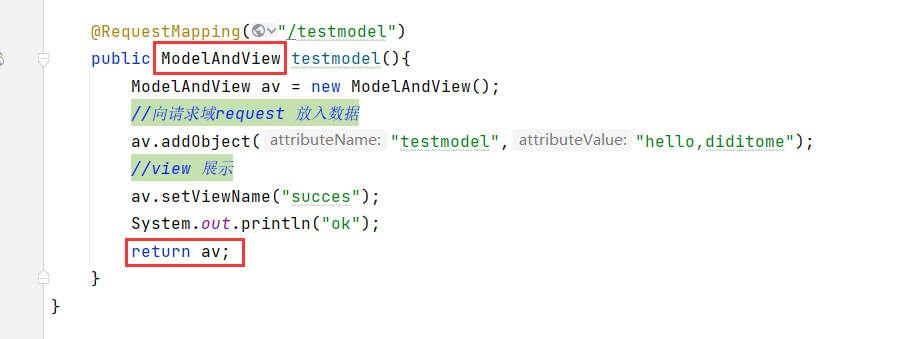 @RequestMapping("/testmodel")
public ModelAndView testmodel(){
ModelAndView av = new ModelAndView();
//向请求域request 放入数据
av.addObject( attributeName: "testmodel", attributeValue: "hello,diditome");
//view 展示
av.setViewName("succes");
System.out.println("ok");
return av;
}
}